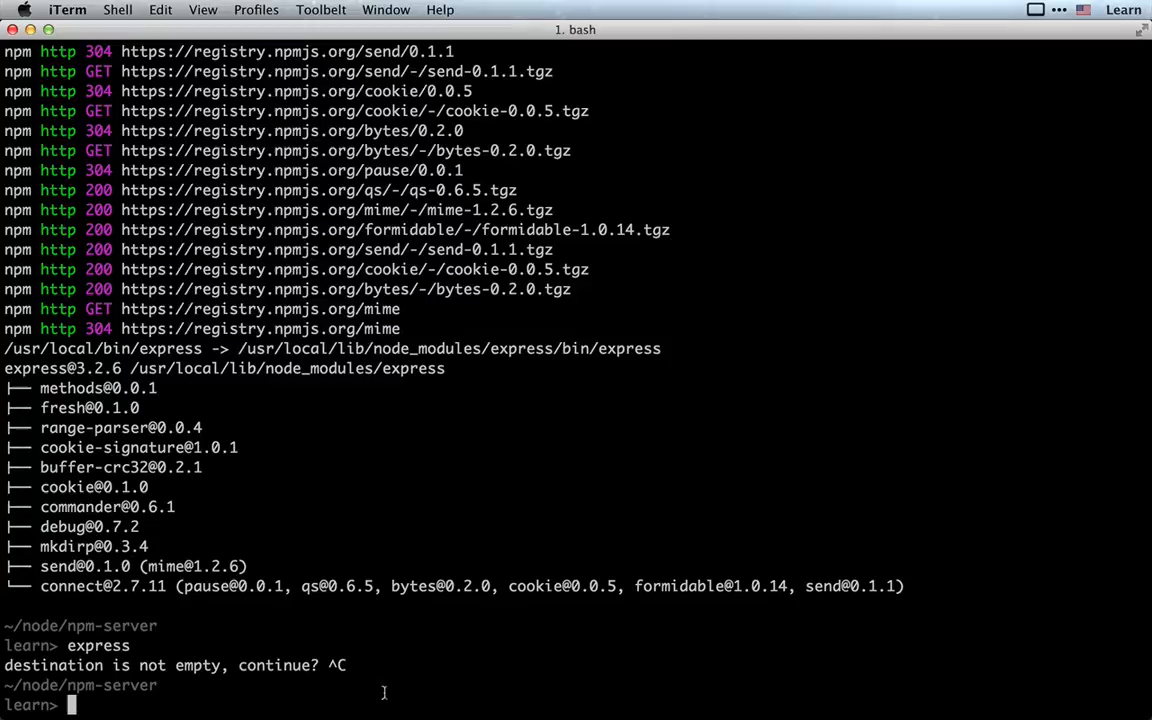 iTerm Shell Edit View Profiles Toolbelt Window Help Learn
1. bash
npm http 304 https://registry.npmjs.org/send/0.1.1
npm http GET https://registry.npmjs.org/send/-/send-0.1.1.tgz
npm http 304 https://registry.npmjs.org/cookie/0.0.5
npm http GET https://registry.npmjs.org/cookie/-/cookie-0.0.5.tgz
npm http 304 https://registry.npmjs.org/bytes/0.2.0
npm http GET https://registry.npmjs.org/bytes/-/bytes-0.2.0.tgz
npm http 304 https://registry.npmjs.org/pause/0.0.1
npm http 200 https://registry.npmjs.org/qs/-/qs-0.6.5.tgz
npm http 200 https://registry.npmjs.org/mime/-/mime-1.2.6.tgz
npm http 200 https://registry.npmjs.org/formidable/-/formidable-1.0.14.tgz
npm http 200 https://registry.npmjs.org/send/-/send-0.1.1.tgz
npm http 200 https://registry.npmjs.org/cookie/-/cookie-0.0.5.tgz
npm http 200 https://registry.npmjs.org/bytes/-/bytes-0.2.0.tgz
npm http GET https://registry.npmjs.org/mime
npm http 304 https://registry.npmjs.org/mime
/usr/local/bin/express -> /usr/local/lib/node_modules/express/bin/express
express@3.2.6 /usr/local/lib/node_modules/express
├── methods@0.0.1
├── fresh@0.1.0
├── range-parser@0.0.4
├── cookie-signature@1.0.1
├── buffer-crc32@0.2.1
├── cookie@0.1.0
├── commander@0.6.1
├── debug@0.7.2
├── mkdirp@0.3.4
├── send@0.1.0 (mime@1.2.6)
└── connect@2.7.11 (pause@0.0.1, qs@0.6.5, bytes@0.2.0, cookie@0.0.5, formidable@1.0.14, send@0.1.1)
~/node/npm-server
learn> express
destination is not empty, continue? ^C
~/node/npm-server
learn>